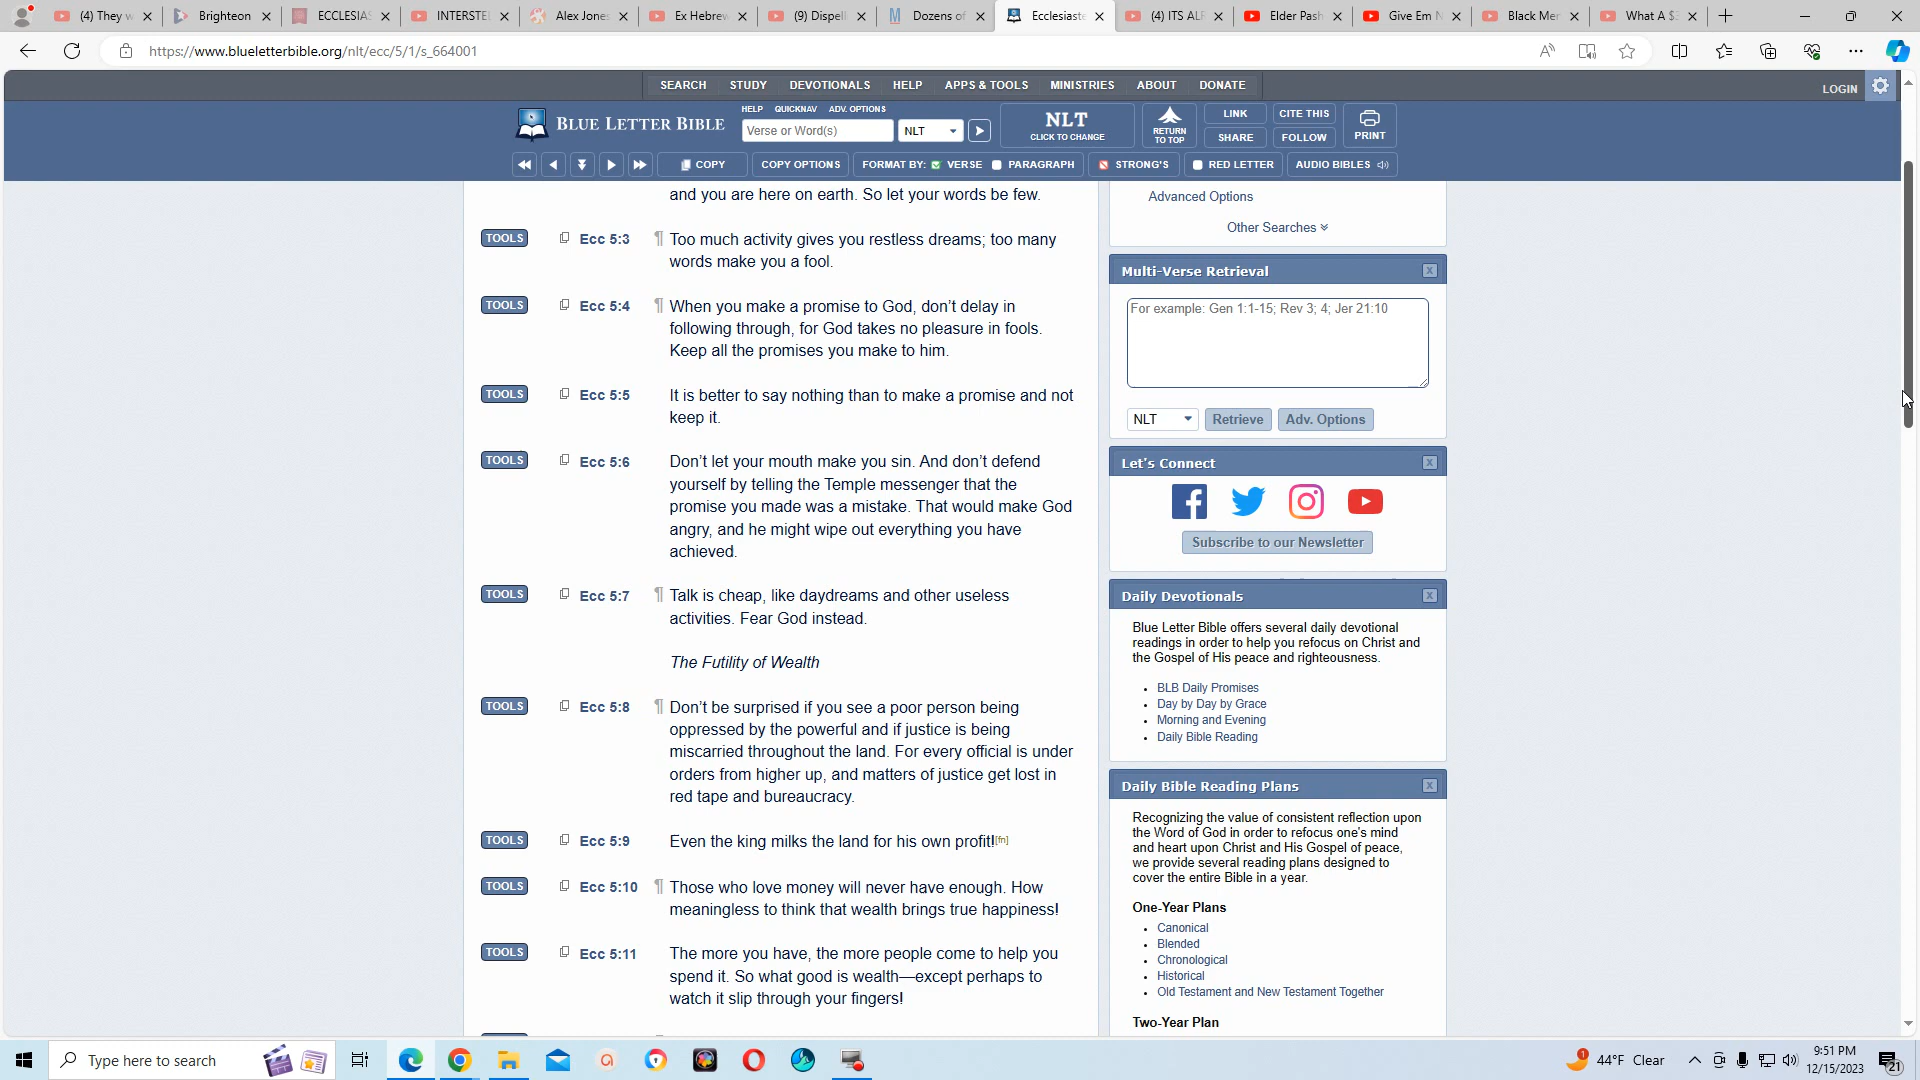 (4) They w
Brighteon
ECCLESIAS
INTERSTEL
Alex Jones
Ex Hebrew
(9) Dispell
Dozens of
Ecclesiaste
(4) ITS ALR
Elder Pash
Give Em N
Black Men
What A $
https://www.blueletterbible.org/nlt/ecc/5/1/s_664001
SEARCH STUDY DEVOTIONALS HELP APPS & TOOLS MINISTRIES ABOUT DONATE
LOGIN
BLUE LETTER BIBLE
HELP QUICKNAV ADV. OPTIONS
Verse or Word(s)
NLT
NLT
CLICK TO CHANGE
RETURN
TO TOP
LINK
CITE THIS
SHARE
FOLLOW
PRINT
COPY
COPY OPTIONS
FORMAT BY: VERSE PARAGRAPH
STRONG'S
RED LETTER
AUDIO BIBLES
and you are here on earth. So let your words be few.
TOOLS Ecc 5:3 ¶ Too much activity gives you restless dreams; too many
words make you a fool.
TOOLS Ecc 5:4 ¶ When you make a promise to God, don’t delay in
following through, for God takes no pleasure in fools.
Keep all the promises you make to him.
TOOLS Ecc 5:5 It is better to say nothing than to make a promise and not
keep it.
TOOLS Ecc 5:6 Don’t let your mouth make you sin. And don’t defend
yourself by telling the Temple messenger that the
promise you made was a mistake. That would make God
angry, and he might wipe out everything you have
achieved.
TOOLS Ecc 5:7 ¶ Talk is cheap, like daydreams and other useless
activities. Fear God instead.
The Futility of Wealth
TOOLS Ecc 5:8 ¶ Don’t be surprised if you see a poor person being
oppressed by the powerful and if justice is being
miscarried throughout the land. For every official is under
orders from higher up, and matters of justice get lost in
red tape and bureaucracy.
TOOLS Ecc 5:9 Even the king milks the land for his own profit![fn]
TOOLS Ecc 5:10 ¶ Those who love money will never have enough. How
meaningless to think that wealth brings true happiness!
TOOLS Ecc 5:11 The more you have, the more people come to help you
spend it. So what good is wealth—except perhaps to
watch it slip through your fingers!
Advanced Options
Other Searches
Multi-Verse Retrieval x
For example: Gen 1:1-15; Rev 3; 4; Jer 21:10
NLT Retrieve Adv. Options
Let's Connect x
Subscribe to our Newsletter
Daily Devotionals x
Blue Letter Bible offers several daily devotional
readings in order to help you refocus on Christ and
the Gospel of His peace and righteousness.
BLB Daily Promises
Day by Day by Grace
Morning and Evening
Daily Bible Reading
Daily Bible Reading Plans x
Recognizing the value of consistent reflection upon
the Word of God in order to refocus one's mind
and heart upon Christ and His Gospel of peace,
we provide several reading plans designed to
cover the entire Bible in a year.
One-Year Plans
Canonical
Blended
Chronological
Historical
Old Testament and New Testament Together
Two-Year Plan
Type here to search
44°F Clear
9:51 PM
12/15/2023
21